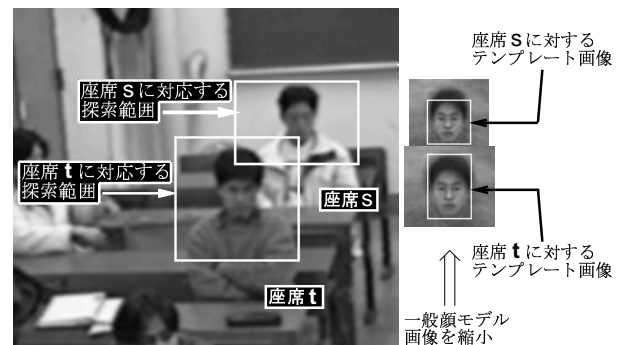 座席sに対応する
探索範囲
座席tに対応する
探索範囲
座席s
座席t
座席sに対する
テンプレート画像
座席tに対する
テンプレート画像
一般顔モデル
画像を縮小